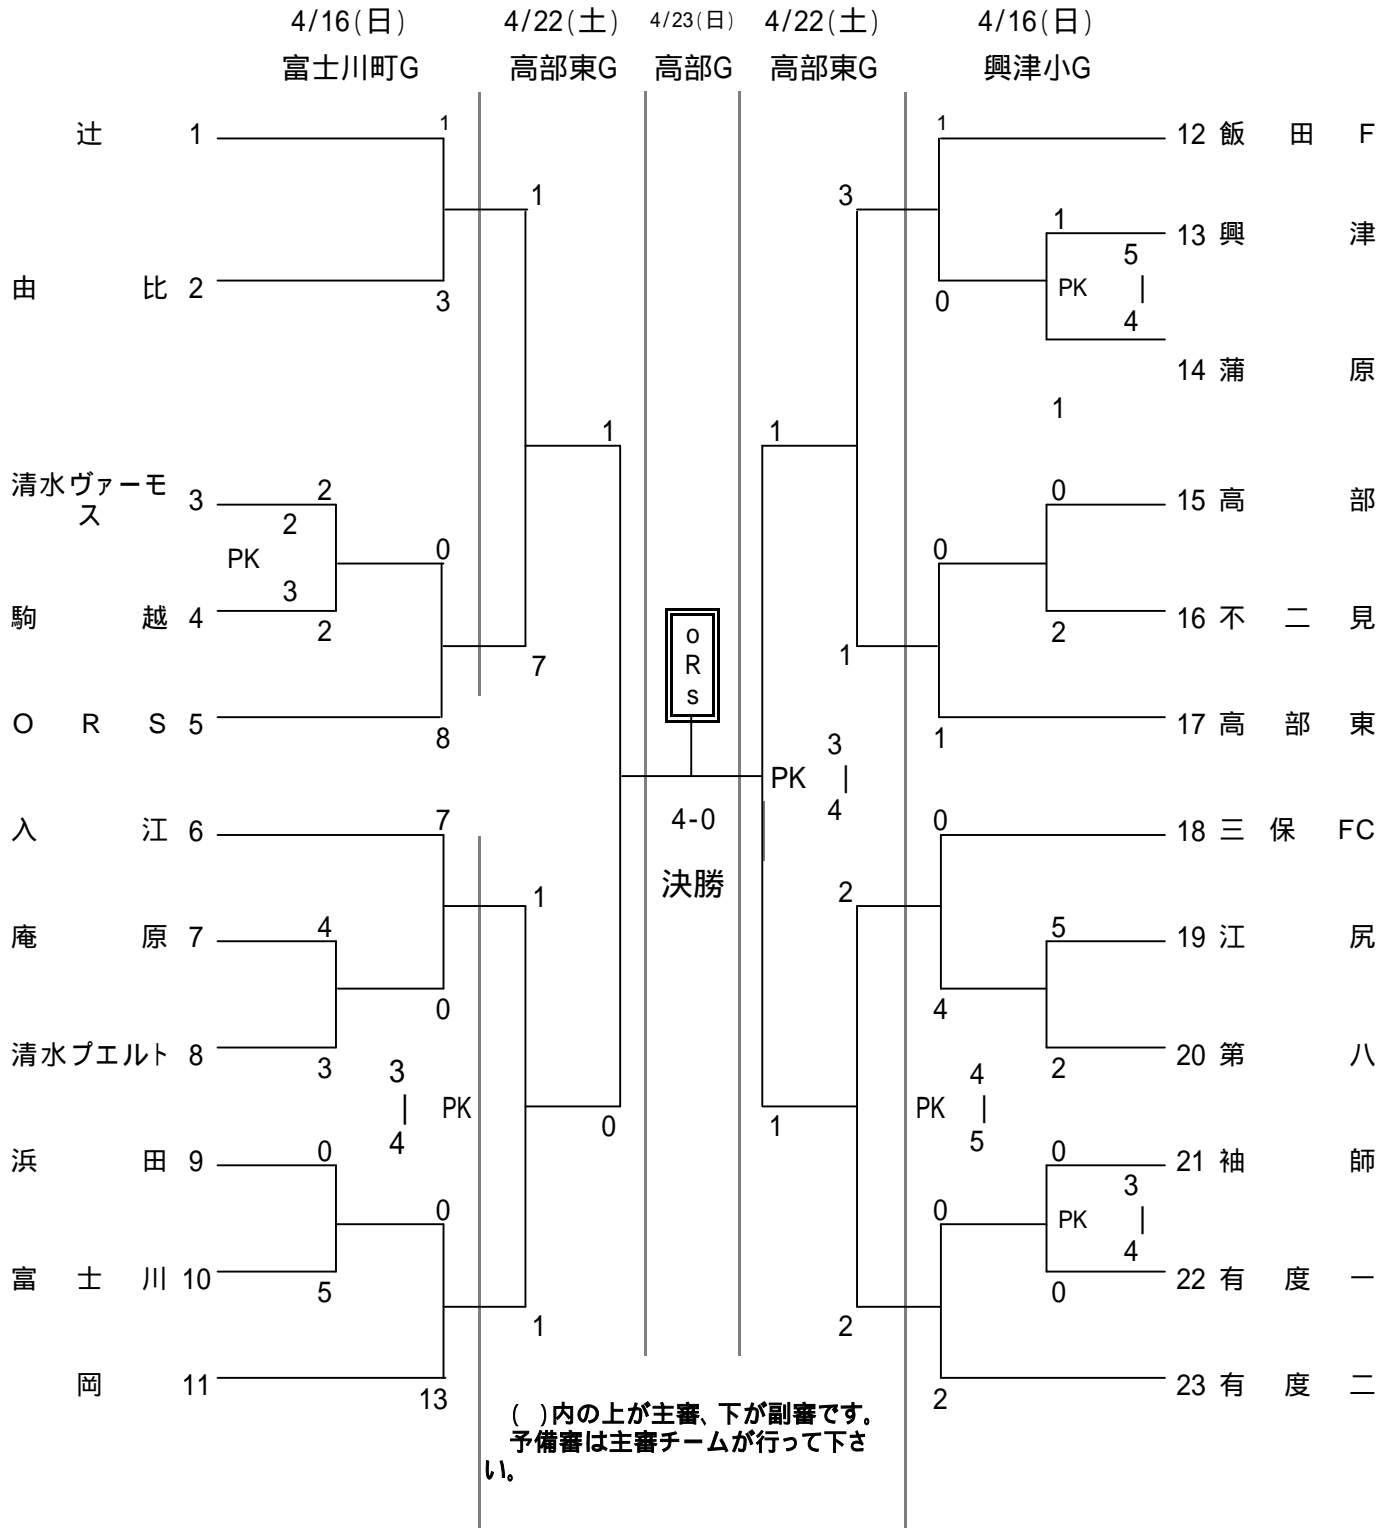 4/16(日) 4/22(土) 4/23(日) 4/22(土) 4/16(日)
富士川町G 高部東G 高部G 高部東G 興津小G
辻 1 1 1 12 飯 田 F
1 3
1 13 興 津
5
由 比 2 3 0 PK | 
4
14 蒲 原
1
1 1
清水ヴァーモス 3 2 0 15 高 部
2
PK 0 0
3
駒 越 4 2 2 16 不 二 見
7 1
oRs
O R S 5 8 1 17 高 部 東
PK 3 | 4
4-0
入 江 6 7 0 18 三 保 FC
決勝
1 2
庵 原 7 4 5 19 江 尻
0 4
清水プエルト 8 3 2 20 第 八
3 | 4 PK PK 4 | 5
0 1
浜 田 9 0 0 21 袖 師
3
0 0 PK |
4
富 士 川 10 5 0 22 有 度 一
1 2
岡 11 13 2 23 有 度 二
( )内の上が主審、下が副審です。
予備審は主審チームが行って下さ
い。